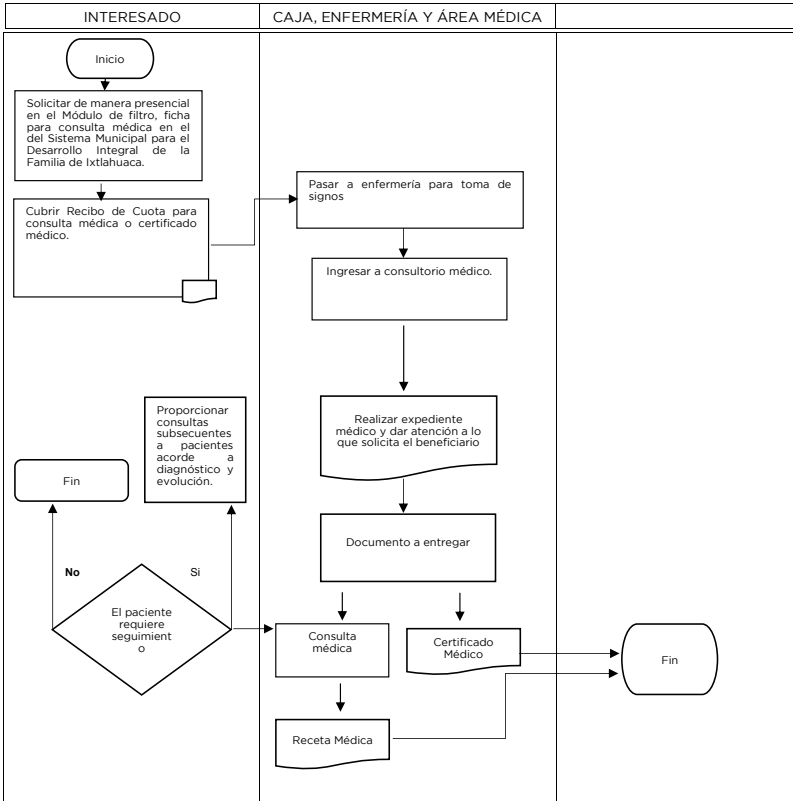 INTERESADO
CAJA, ENFERMERÍA Y ÁREA MÉDICA
Inicio
Solicitar de manera presencial
en el Módulo de filtro, ficha
para consulta médica en el
del Sistema Municipal para el
Desarrollo Integral de la
Familia de Ixtlahuaca.
Cubrir Recibo de Cuota para
consulta médica o certificado
médico.
Pasar a enfermería para toma de
signos
Ingresar a consultorio médico.
Realizar expediente
médico y dar atención a lo
que solicita el beneficiario
Proporcionar
consultas
subsecuentes
a pacientes
acorde a
diagnóstico y
evolución.
Fin
Documento a entregar
No
Si
El paciente
requiere
seguimient
o
Consulta
médica
Certificado
Médico
Fin
Receta Médica